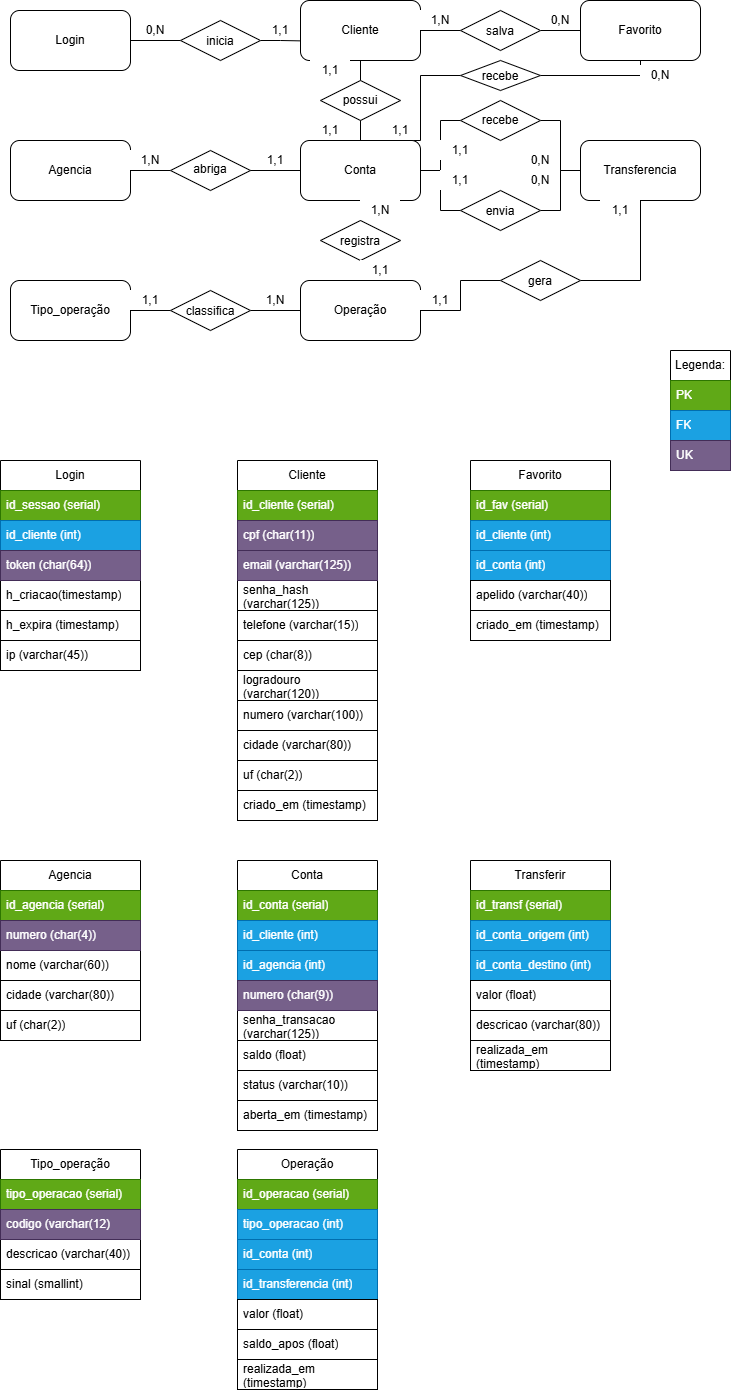 Login
0,N
inicia
1,1
Cliente
1,N
salva
0,N
Favorito
1,1
possui
1,1
recebe
0,N
1,1
Agencia
1,N
abriga
1,1
Conta
recebe
1,1
0,N
1,1
0,N
envia
Transferencia
1,N
registra
1,1
1,1
gera
Tipo_operação
1,1
classifica
1,N
Operação
1,1
Legenda:
PK
FK
UK
Login
id_sessao (serial)
id_cliente (int)
token (char(64))
h_criacao(timestamp)
h_expira (timestamp)
ip (varchar(45))
Cliente
id_cliente (serial)
cpf (char(11))
email (varchar(125))
senha_hash
(varchar(125))
telefone (varchar(15))
cep (char(8))
logradouro
(varchar(120))
numero (varchar(100))
cidade (varchar(80))
uf (char(2))
criado_em (timestamp)
Favorito
id_fav (serial)
id_cliente (int)
id_conta (int)
apelido (varchar(40))
criado_em (timestamp)
Agencia
id_agencia (serial)
numero (char(4))
nome (varchar(60))
cidade (varchar(80))
uf (char(2))
Conta
id_conta (serial)
id_cliente (int)
id_agencia (int)
numero (char(9))
senha_transacao
(varchar(125))
saldo (float)
status (varchar(10))
aberta_em (timestamp)
Transferir
id_transf (serial)
id_conta_origem (int)
id_conta_destino (int)
valor (float)
descricao (varchar(80))
realizada_em
(timestamp)
Tipo_operação
tipo_operacao (serial)
codigo (varchar(12)
descricao (varchar(40))
sinal (smallint)
Operação
id_operacao (serial)
tipo_operacao (int)
id_conta (int)
id_transferencia (int)
valor (float)
saldo_apos (float)
realizada_em
(timestamp)